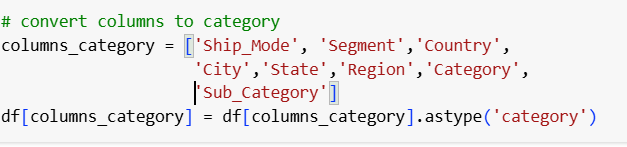 # convert columns to category
columns_category = ['Ship_Mode', 'Segment','Country',
'City','State','Region','Category',
'Sub_Category']
df[columns_category] = df[columns_category].astype('category')